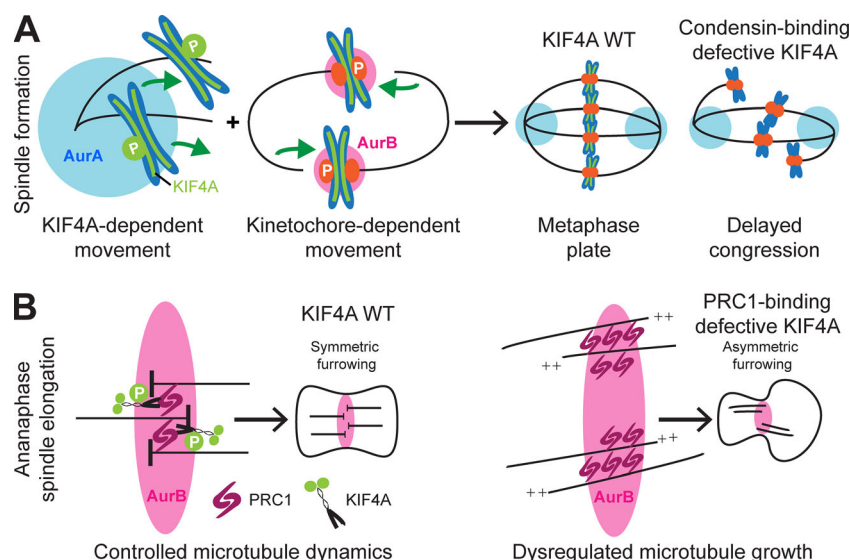 A
Spindle formation
P
P
AurA
KIF4A
KIF4A-dependent
movement
+
P
P
AurB
Kinetochore-dependent
movement
KIF4A WT
Metaphase
plate
Condensin-binding
defective KIF4A
Delayed
congression
B
Ananaphase
spindle elongation
P
P
AurB
KIF4A WT
Symmetric
furrowing
PRC1
KIF4A
Controlled microtubule dynamics
++
++
++
++
AurB
PRC1-binding
defective KIF4A
Asymmetric
furrowing
Dysregulated microtubule growth